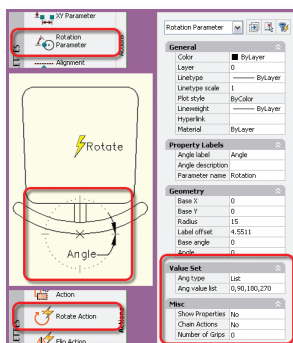 XY Parameter
Rotation
Parameter
Alignment
Rotate
Angle
Action
Rotate Action
Flip Action
Rotation Parameter
General
Color ByLayer
Layer 0
Linetype ByLayer
Linetype scale 1
Plot style ByColor
Lineweight ByLayer
Hyperlink
Material ByLayer
Property Labels
Angle label Angle
Angle description
Parameter name Rotation
Geometry
Base X 0
Base Y 0
Radius 15
Label offset 4.5511
Base angle 0
Angle 0
Value Set
Ang type List
Ang value list 0,90,180,270
Misc
Show Properties No
Chain Actions No
Number of Grips 0